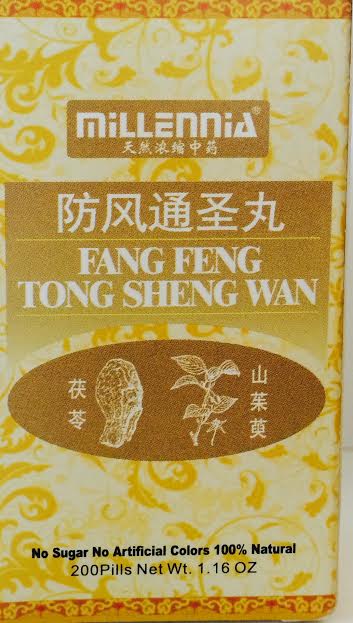 MiLLENNiA®
天然浓缩中药
防风通圣丸
FANG FENG
TONG SHENG WAN
茯苓
山茱萸
No Sugar No Artificial Colors 100% Natural
200Pills Net Wt. 1.16 OZ